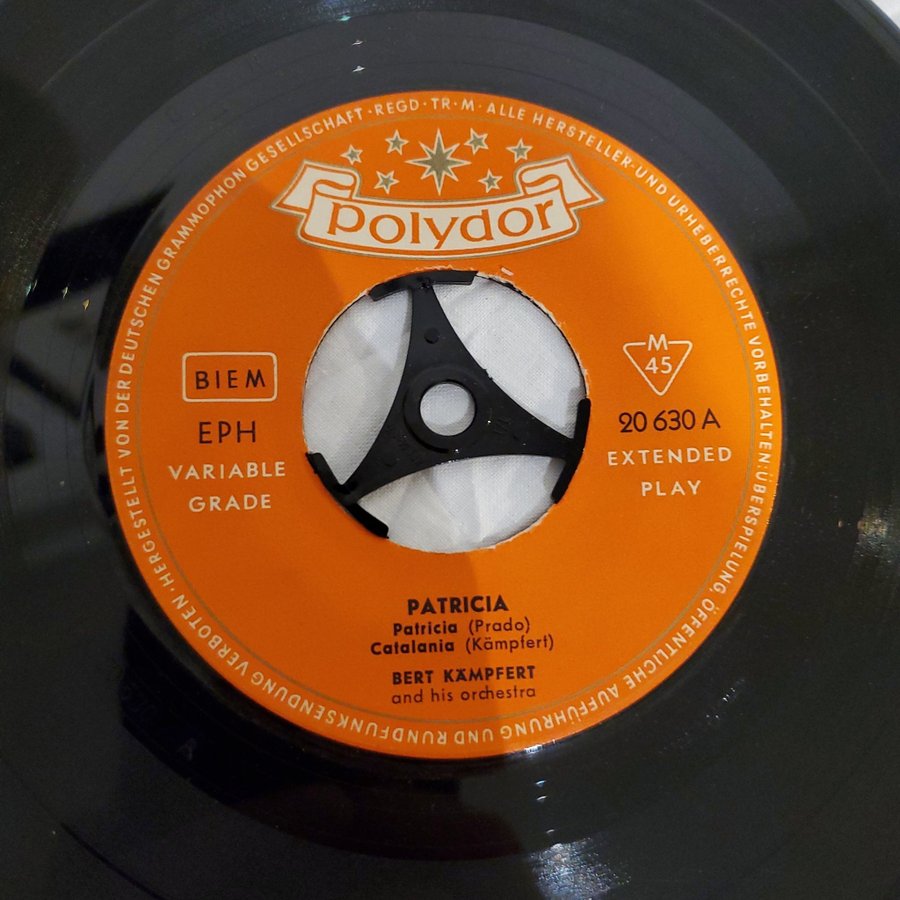 HERGESTELLT VON DER DEUTSCHEN GRAMMOPHON GESELLSCHAFT · REGD · TR · M · ALLE HERSTELLER- UND URHEBERRECHTE VORBEHALTEN: ÜBERSPIELUNG, ÖFFENTLICHE AUFFÜHRUNG UND RUNDFUNKSENDUNG VERBOTEN ·
polydor
BIEM
EPH
VARIABLE
GRADE
M
45
20 630 A
EXTENDED
PLAY
PATRICIA
Patricia (Prado)
Catalania (Kämpfert)
BERT KÄMPFERT
and his orchestra